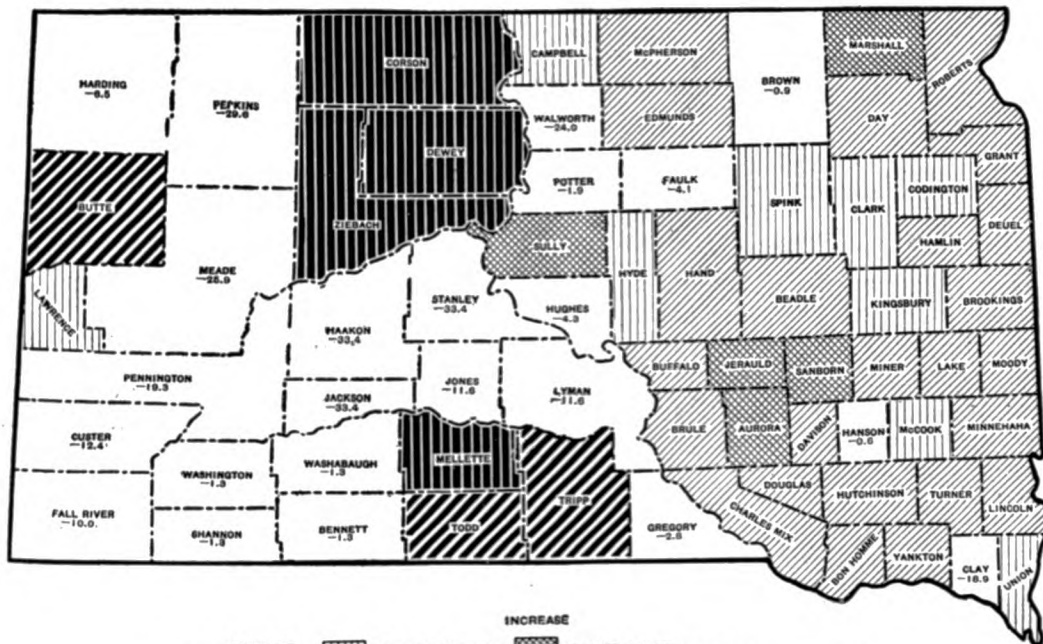 HARDING
-6.5
PERKINS
-29.6
CORSON
CAMPBELL
McPHERSON
BROWN
-0.9
MARSHALL
ROBERTS
WALWORTH
-24.0
EDMUNDS
DAY
GRANT
BUTTE
DEWEY
POTTER
-1.9
FAULK
-4.1
SPINK
CLARK
CODINGTON
DEUEL
ZIEBACH
HAMLIN
MEADE
-25.9
SULLY
HYDE
HAND
LAWRENCE
STANLEY
-33.4
HUGHES
-4.3
BEADLE
KINGSBURY
BROOKINGS
HAAKON
-33.4
PENNINGTON
-19.3
JONES
-11.6
LYMAN
-11.6
BUFFALO
JERAULD
SANBORN
MINER
LAKE
MOODY
JACKSON
-33.4
CUSTER
-12.4
BRULE
AURORA
DAVISON
HANSON
-0.6
McCOOK
MINNEHAHA
WASHINGTON
-1.3
WASHABAUGH
-1.3
MELLETTE
TRIPP
DOUGLAS
HUTCHINSON
TURNER
LINCOLN
FALL RIVER
-10.0
SHANNON
-1.3
BENNETT
-1.3
TODD
GREGORY
-2.8
CHARLES MIX
BON HOMME
YANKTON
CLAY
-16.9
UNION
INCREASE